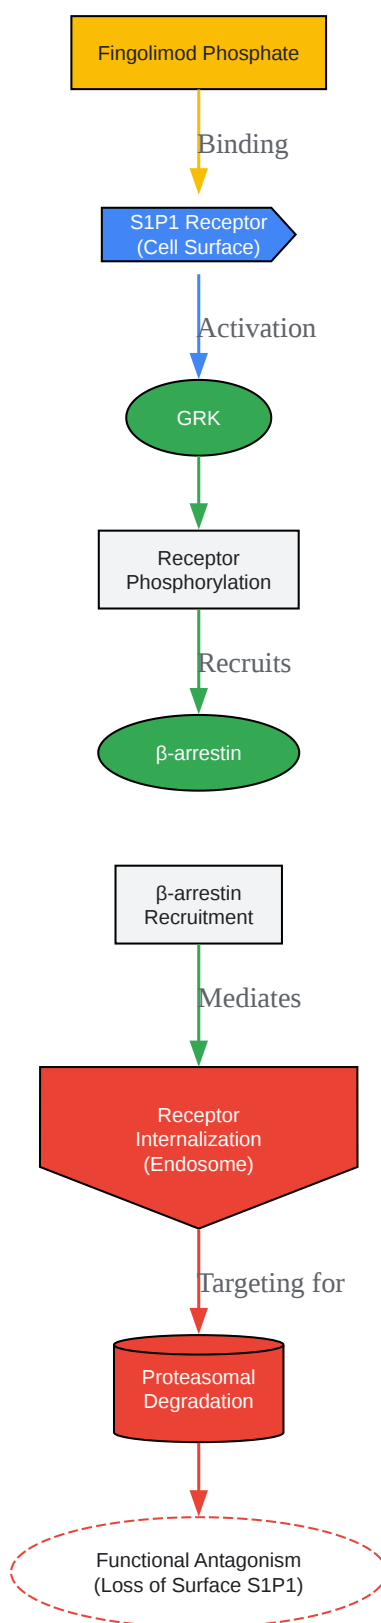 Fingolimod Phosphate
Binding
S1P1 Receptor
(Cell Surface)
Activation
GRK
Receptor
Phosphorylation
Recruits
β-arrestin
β-arrestin
Recruitment
Mediates
Receptor
Internalization
(Endosome)
Targeting for
Proteasomal
Degradation
Functional Antagonism
(Loss of Surface S1P1)